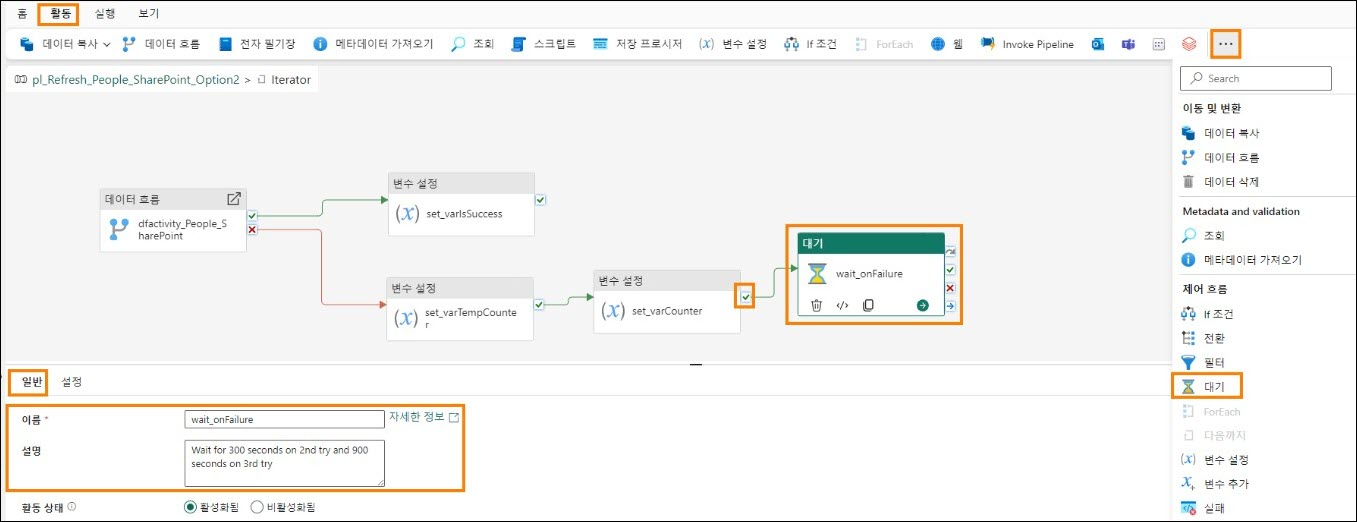 홈 활동 실행 보기
데이터 복사 데이터 흐름 전자 필기장 메타데이터 가져오기 조회 스크립트 저장 프로시저 (x) 변수 설정 If 조건 ForEach 웹 Invoke Pipeline ...
pl_Refresh_People_SharePoint_Option2 > Iterator
Search
이동 및 변환
데이터 복사
데이터 흐름
데이터 삭제
Metadata and validation
조회
메타데이터 가져오기
제어 흐름
If 조건
전환
필터
대기
ForEach
다음까지
(x) 변수 설정
변수 추가
실패
데이터 흐름
dfactivity_People_S
harePoint
변수 설정
(x) set_varIsSuccess
변수 설정
(x) set_varTempCounte
r
변수 설정
(x) set_varCounter
대기
wait_onFailure
일반 설정
이름 *
wait_onFailure
자세한 정보
설명
Wait for 300 seconds on 2nd try and 900
seconds on 3rd try
활동 상태 활성화됨 비활성화됨